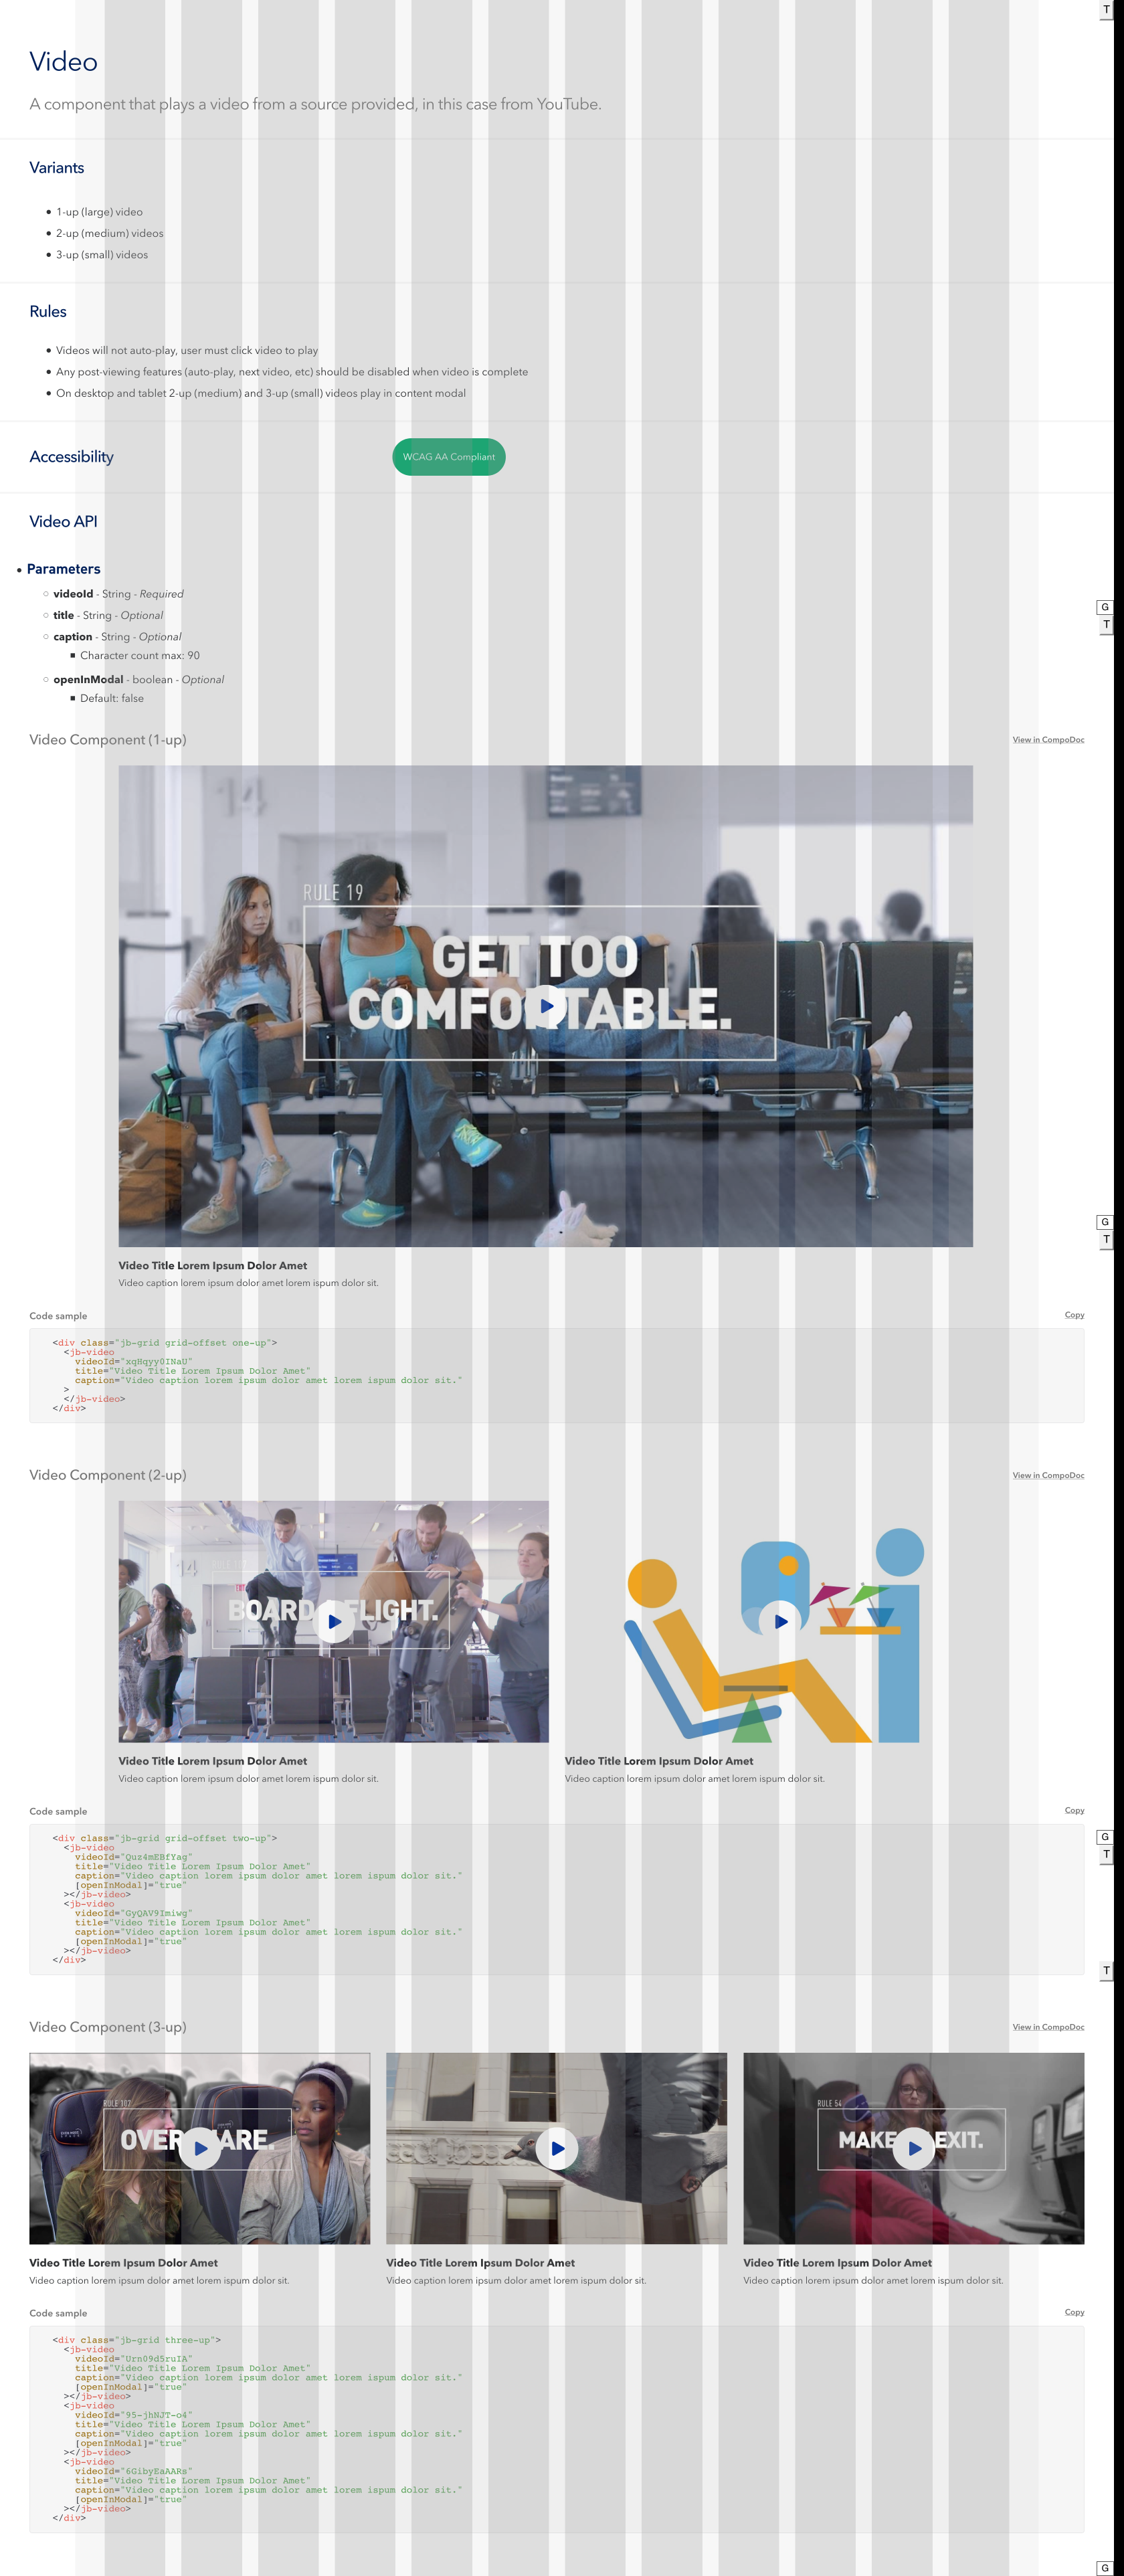 T
Video
A component that plays a video from a source provided, in this case from YouTube.
Variants
1-up (large) video
2-up (medium) videos
3-up (small) videos
Rules
Videos will not auto-play, user must click video to play
Any post-viewing features (auto-play, next video, etc) should be disabled when video is complete
On desktop and tablet 2-up (medium) and 3-up (small) videos play in content modal
Accessibility
WCAG AA Compliant
Video API
Parameters
videoId - String - Required
G
title - String - Optional
T
caption - String - Optional
Character count max: 90
openInModal - boolean - Optional
Default: false
Video Component (1-up)
View in CompoDoc
14
RULE 19
GET TOO
COMFORTABLE.
G
T
Video Title Lorem Ipsum Dolor Amet
Video caption lorem ipsum dolor amet lorem ispum dolor sit.
Code sample
Copy
<div class="jb-grid grid-offset one-up">
<jb-video
videoId="xqHqyy0INaU"
title="Video Title Lorem Ipsum Dolor Amet"
caption="Video caption lorem ipsum dolor amet lorem ispum dolor sit."
>
</jb-video>
</div>
Video Component (2-up)
View in CompoDoc
14
BOARD A FLIGHT.
Video Title Lorem Ipsum Dolor Amet
Video caption lorem ipsum dolor amet lorem ispum dolor sit.
Video Title Lorem Ipsum Dolor Amet
Video caption lorem ipsum dolor amet lorem ispum dolor sit.
Code sample
Copy
<div class="jb-grid grid-offset two-up">
<jb-video
videoId="Quz4mEBfYag"
title="Video Title Lorem Ipsum Dolor Amet"
caption="Video caption lorem ipsum dolor amet lorem ispum dolor sit."
[openInModal]="true"
></jb-video>
<jb-video
videoId="GyQAV9Imiwg"
title="Video Title Lorem Ipsum Dolor Amet"
caption="Video caption lorem ipsum dolor amet lorem ispum dolor sit."
[openInModal]="true"
></jb-video>
</div>
G
T
T
Video Component (3-up)
View in CompoDoc
RULE 107
OVERSHARE.
RULE 54
MAKE EXIT.
Video Title Lorem Ipsum Dolor Amet
Video caption lorem ipsum dolor amet lorem ispum dolor sit.
Video Title Lorem Ipsum Dolor Amet
Video caption lorem ipsum dolor amet lorem ispum dolor sit.
Video Title Lorem Ipsum Dolor Amet
Video caption lorem ipsum dolor amet lorem ispum dolor sit.
Code sample
Copy
<div class="jb-grid three-up">
<jb-video
videoId="Urn09d5ruIA"
title="Video Title Lorem Ipsum Dolor Amet"
caption="Video caption lorem ipsum dolor amet lorem ispum dolor sit."
[openInModal]="true"
></jb-video>
<jb-video
videoId="95-jhNJT-o4"
title="Video Title Lorem Ipsum Dolor Amet"
caption="Video caption lorem ipsum dolor amet lorem ispum dolor sit."
[openInModal]="true"
></jb-video>
<jb-video
videoId="6GibyEaAARs"
title="Video Title Lorem Ipsum Dolor Amet"
caption="Video caption lorem ipsum dolor amet lorem ispum dolor sit."
[openInModal]="true"
></jb-video>
</div>
G